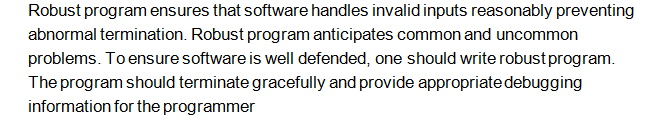 Robust program ensures that software handles invalid inputs reasonably preventing
abnormal termination. Robust program anticipates common and uncommon
problems. To ensure software is well defended, one should write robust program.
The program should terminate gracefully and provide appropriate debugging
information for the programmer